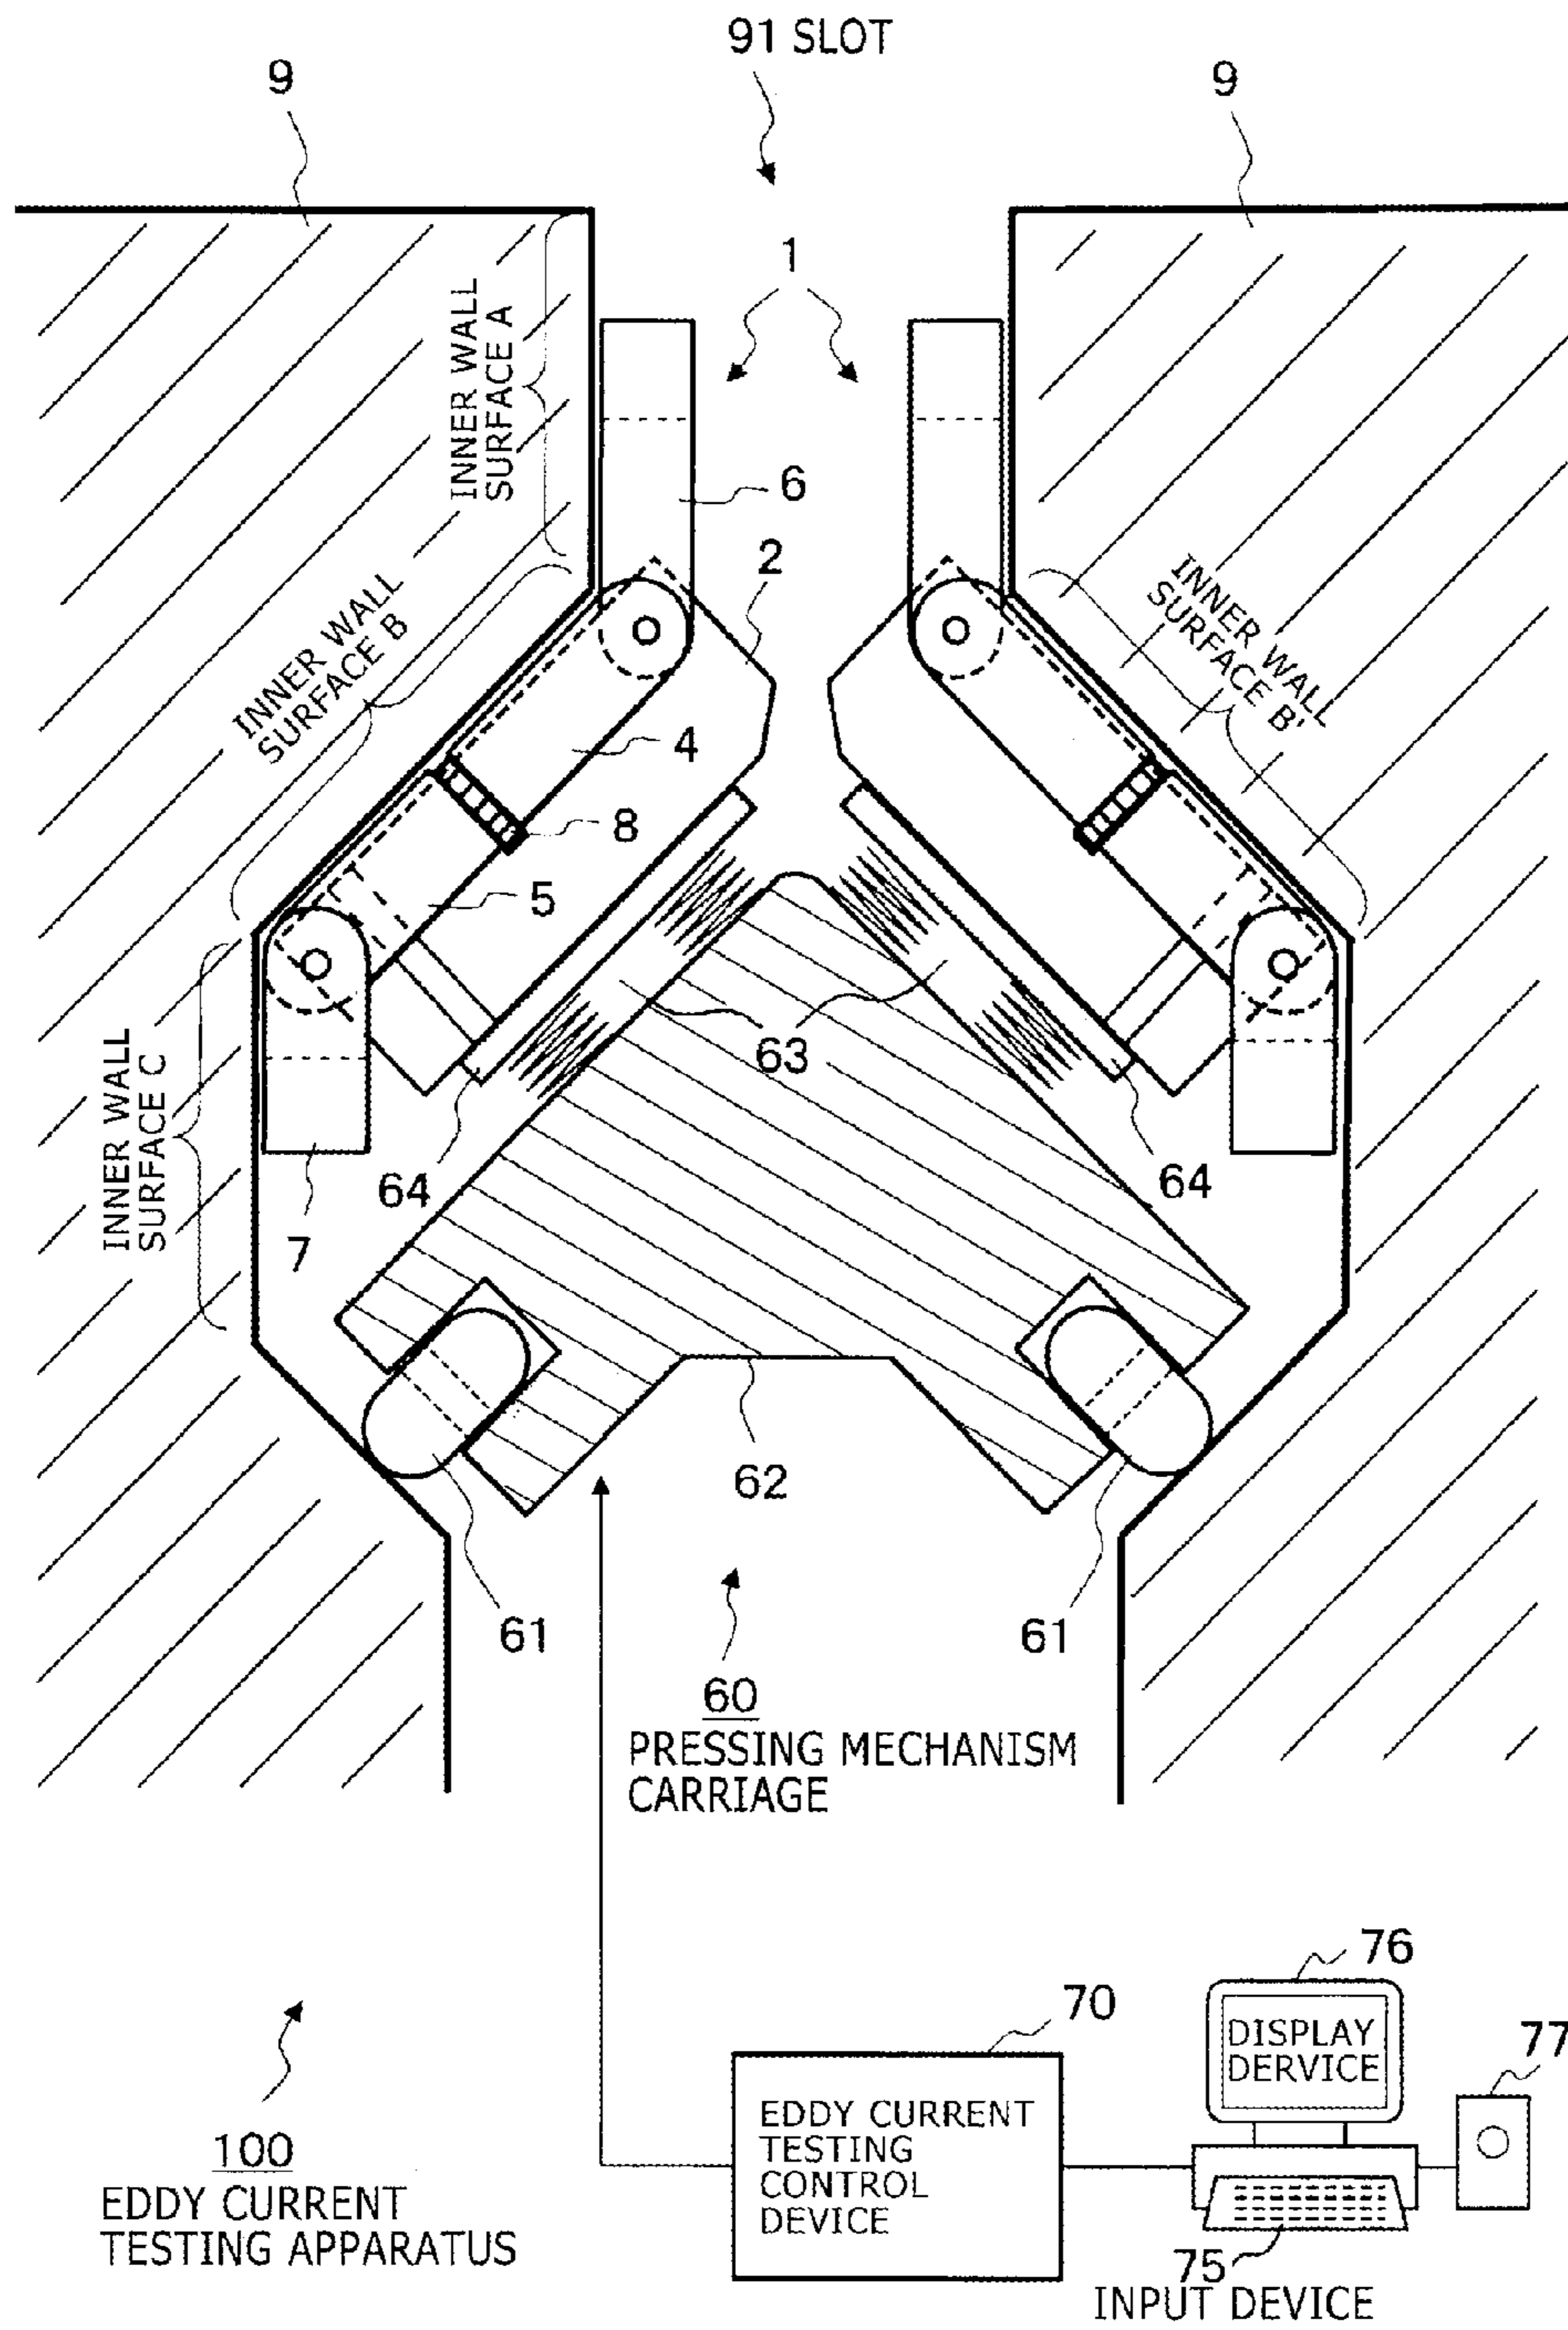 91 SLOT
9
9
1
INNER WALL
SURFACE A
6
2
INNER WALL
SURFACE B
INNER WALL
SURFACE B'
4
8
5
63
INNER WALL
SURFACE C
64
64
7
62
61
61
60
PRESSING MECHANISM
CARRIAGE
76
70
DISPLAY
DERVICE
77
EDDY CURRENT
TESTING
CONTROL
DEVICE
100
EDDY CURRENT
TESTING APPARATUS
75
INPUT DEVICE